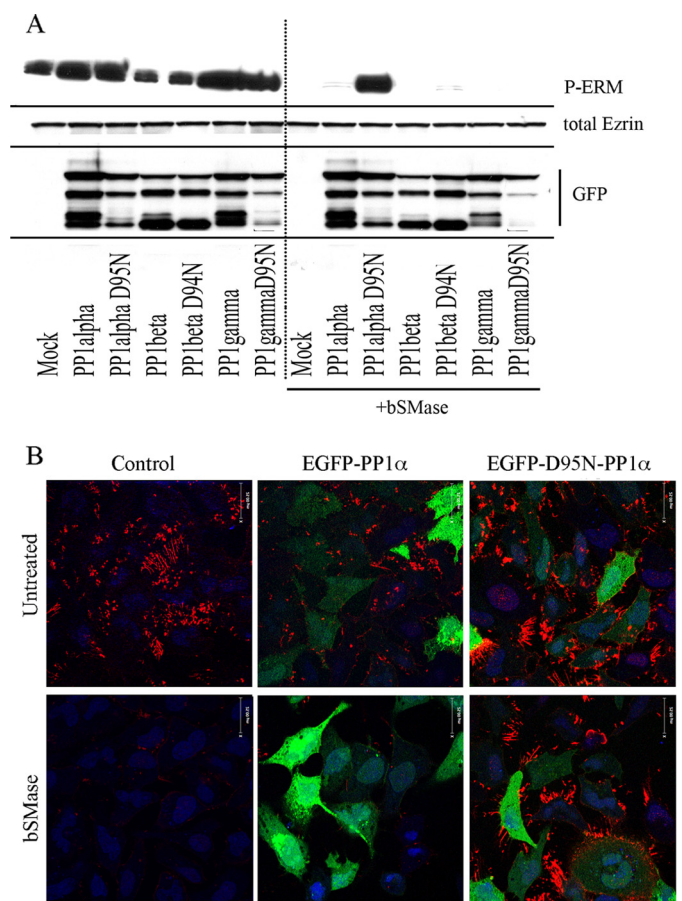 A
P-ERM
total Ezrin
GFP
Mock
PP1alpha
PP1alpha D95N
PP1beta
PP1beta D94N
PP1gamma
PP1gammaD95N
Mock
PP1alpha
PP1alpha D95N
PP1beta
PP1beta D94N
PP1gamma
PP1gammaD95N
+bSMase
B
Control
EGFP-PP1α
EGFP-D95N-PP1α
Untreated
bSMase